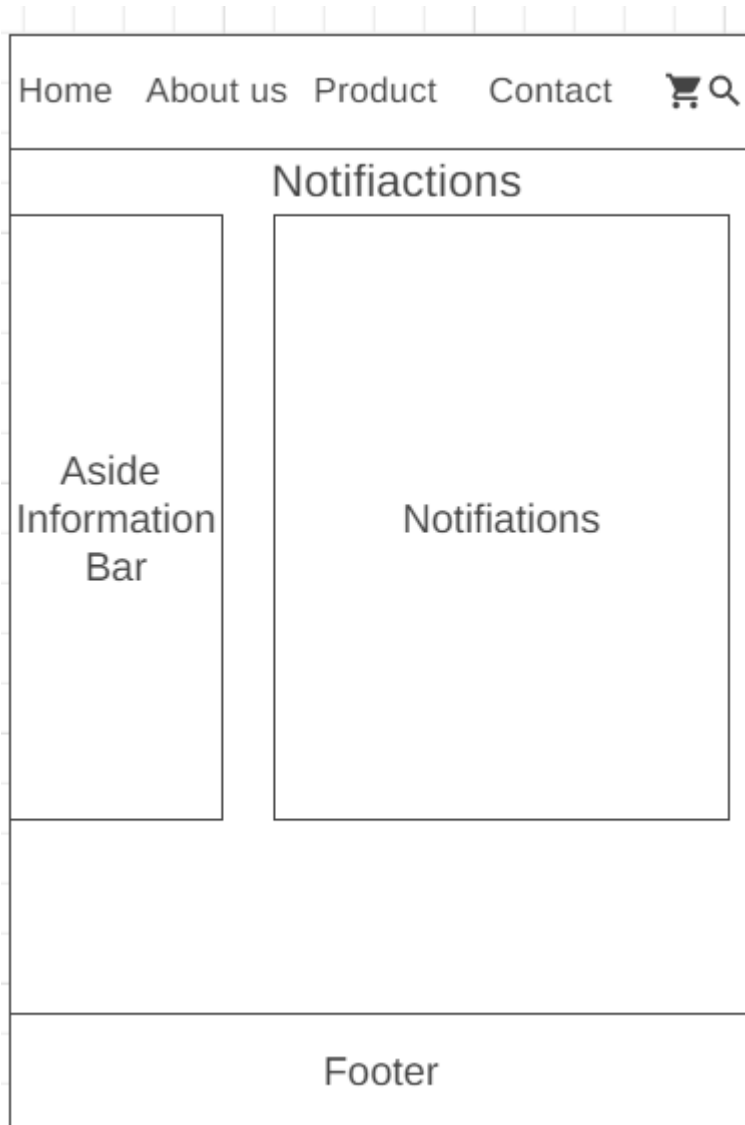 Home About us Product Contact
Notifiactions
Aside
Information
Bar
Notifiations
Footer